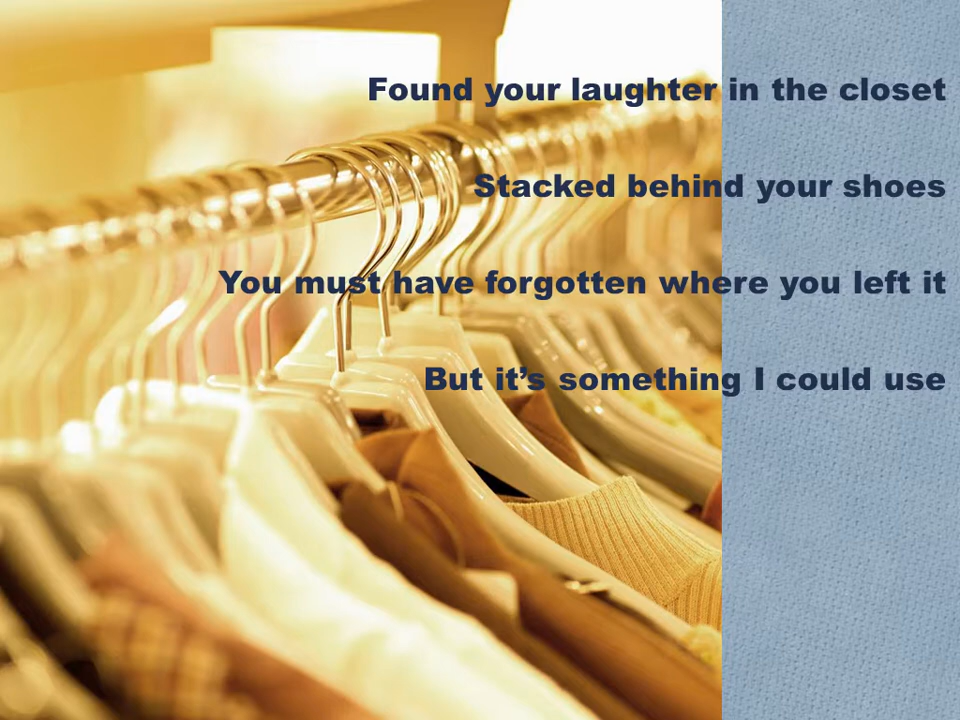 Found your laughter in the closet
Stacked behind your shoes
You must have forgotten where you left it
But it’s something I could use